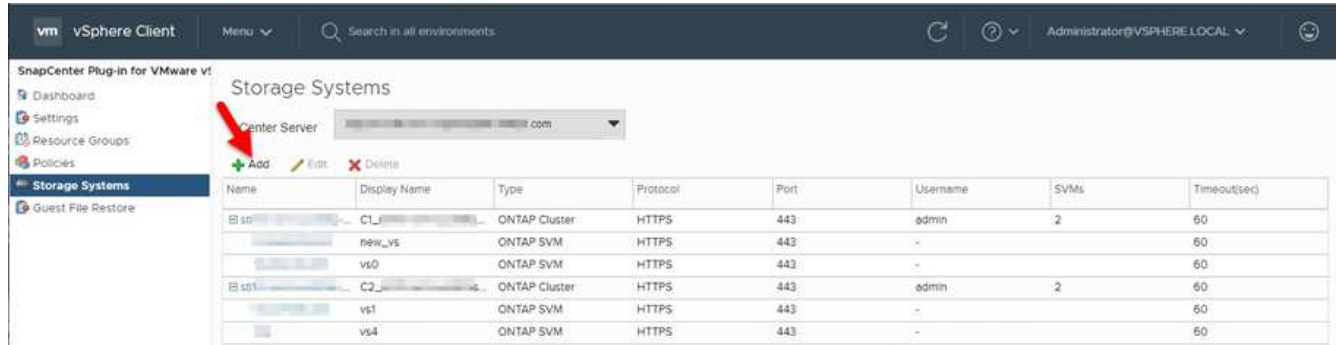 vm vSphere Client Menu Search in all environments Administrator@VSPHERE.LOCAL
SnapCenter Plug-in for VMware vS
Dashboard
Settings
Resource Groups
Policies
Storage Systems
Guest File Restore
Storage Systems
Center Server .com
Add Edit Delete
Name Display Name Type Protocol Port Username SVMs Timeout(sec)
C1_ ... ONTAP Cluster HTTPS 443 admin 2 60
new_vs ONTAP SVM HTTPS 443 - 60
vs0 ONTAP SVM HTTPS 443 - 60
C2_ ... ONTAP Cluster HTTPS 443 admin 2 60
vs1 ONTAP SVM HTTPS 443 - 60
vs4 ONTAP SVM HTTPS 443 - 60